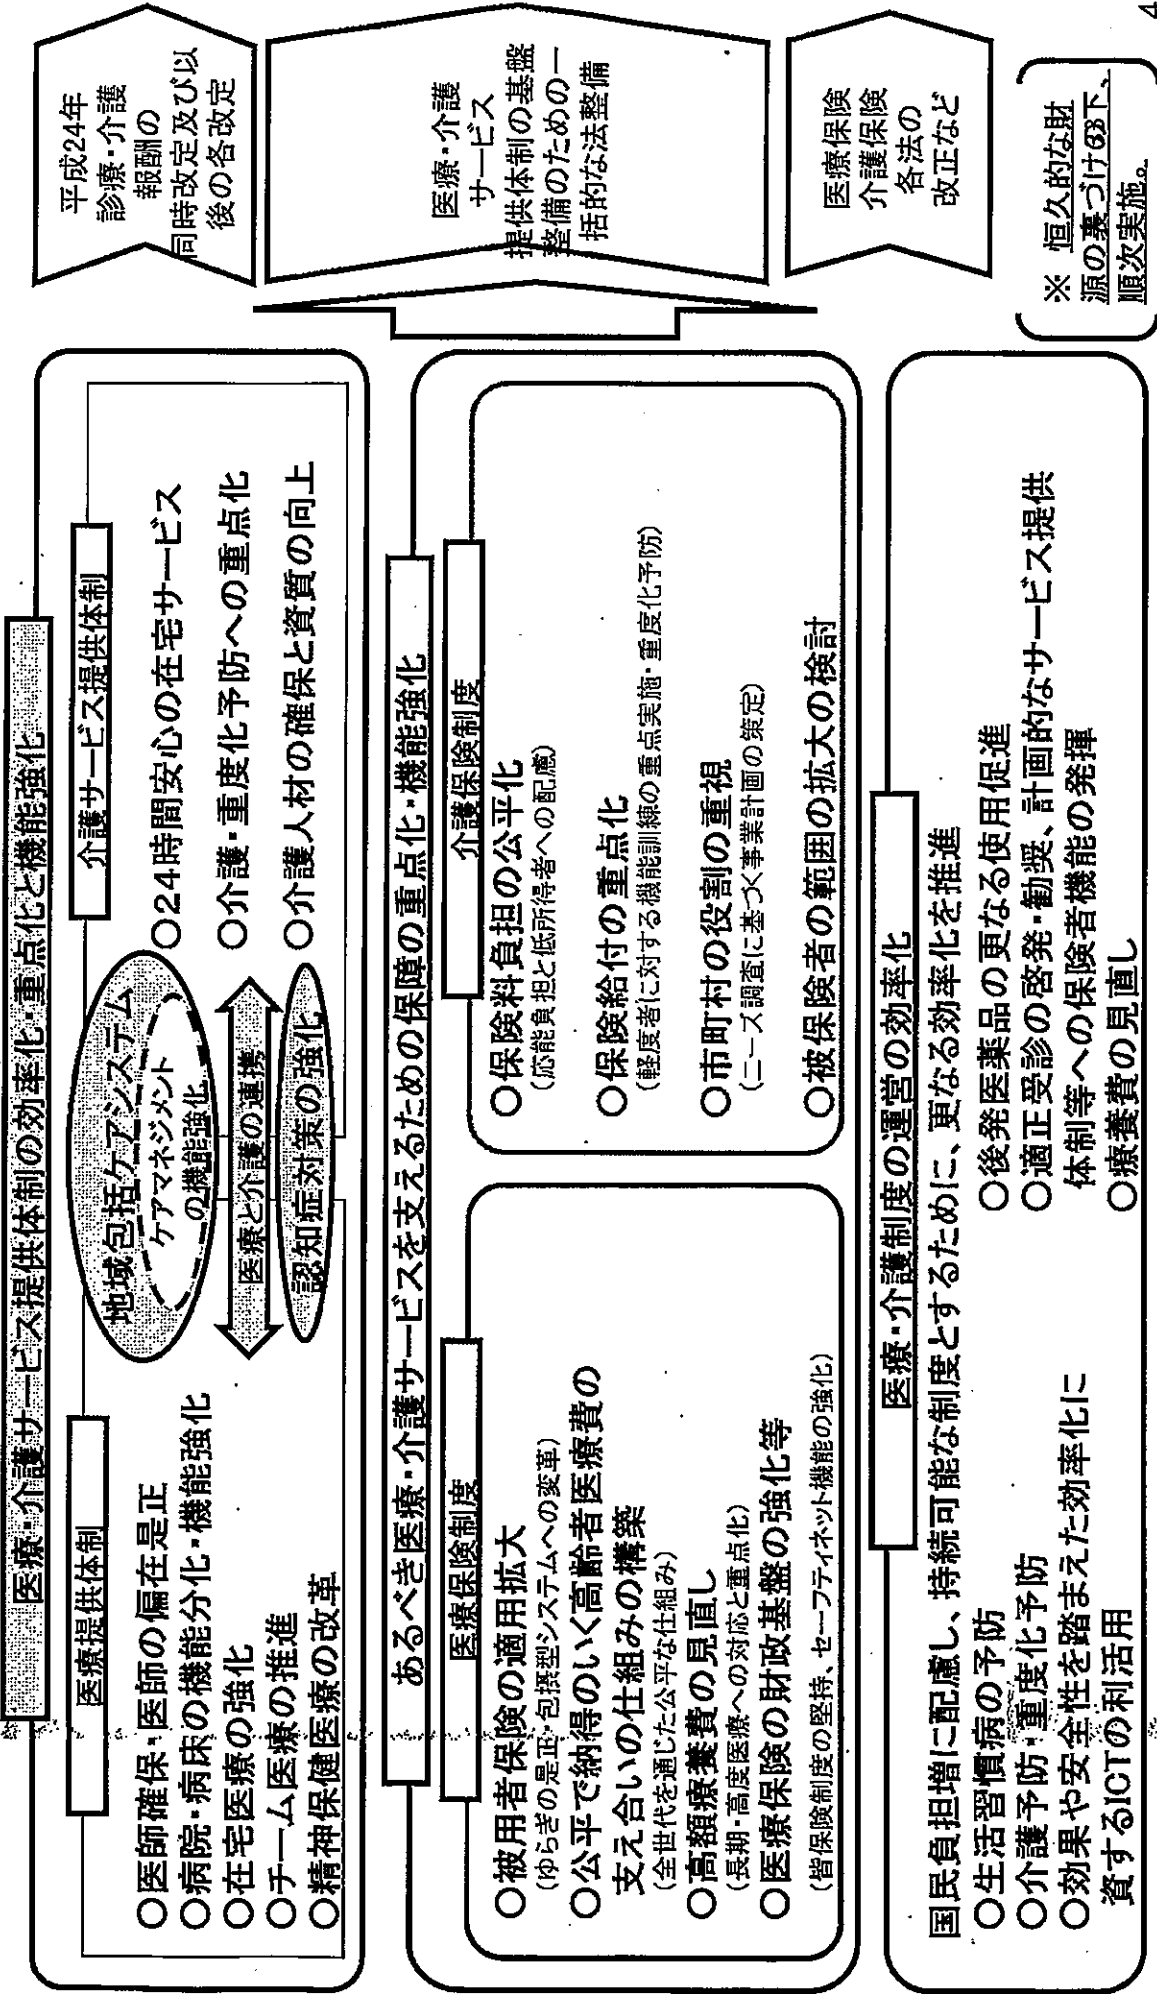 医療・介護サービス提供体制の効率化・重点化と機能強化
医療提供体制
○医師確保・医師の偏在是正
○病院・病床の機能分化・機能強化
○在宅医療の強化
○チーム医療の推進
○精神保健医療の改革
地域包括ケアシステム
ケアマネジメント
の機能強化
医療と介護の連携
認知症対策の強化
介護サービス提供体制
○24時間安心の在宅サービス
○介護・重度化予防への重点化
○介護人材の確保と資質の向上
あるべき医療・介護サービスを支えるための保障の重点化・機能強化
医療保険制度
○被用者保険の適用拡大
(ゆらぎの是正・包摂型システムへの変革)
○公平で納得のいく高齢者医療費の
支え合いの仕組みの構築
(全世代を通じた公平な仕組み)
○高額療養費の見直し
(長期・高度医療への対応と重点化)
○医療保険の財政基盤の強化等
(皆保険制度の堅持、セーフティネット機能の強化)
介護保険制度
○保険料負担の公平化
(応能負担と低所得者への配慮)
○保険給付の重点化
(軽度者に対する機能訓練の重点実施・重度化予防)
○市町村の役割の重視
(ニーズ調査に基づく事業計画の策定)
○被保険者の範囲の拡大の検討
医療・介護制度の運営の効率化
国民負担増に配慮し、持続可能な制度とするために、更なる効率化を推進
○生活習慣病の予防
○介護予防・重度化予防
○効果や安全性を踏まえた効率化に
資するICTの利活用
○後発医薬品の更なる使用促進
○適正受診の啓発・勧奨、計画的なサービス提供
体制等への保険者機能の発揮
○療養費の見直し
平成24年
診療・介護
報酬の
同時改定及び以
後の各改定
医療・介護
サービス
提供体制の基盤
整備のための一
括的な法整備
医療保険
介護保険
各法の
改正など
※ 恒久的な財
源の裏づけの下、
順次実施。
4